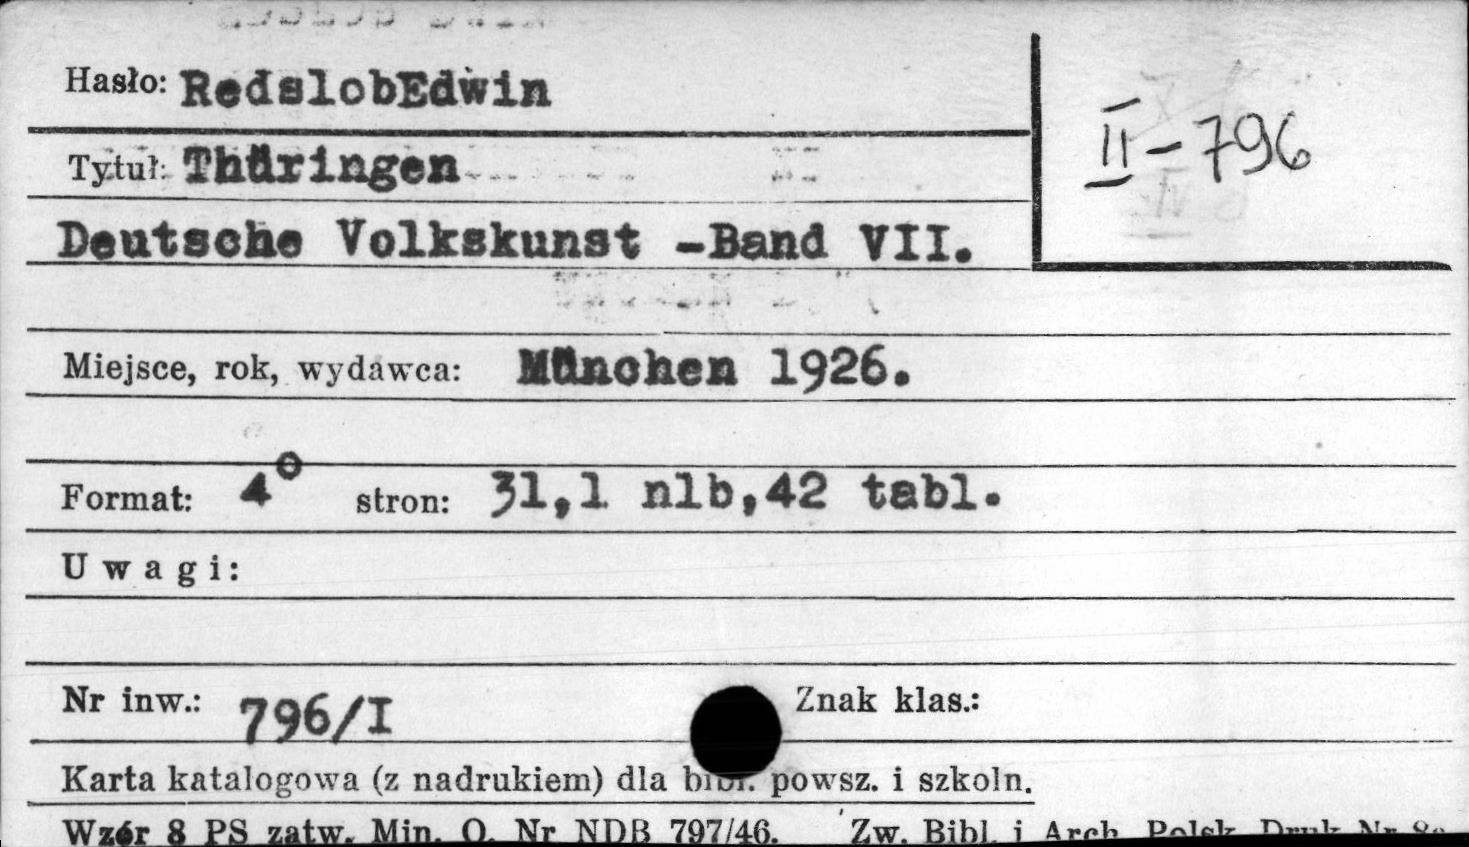 Hasło: RedslobEdwin
II-796
Tytuł: Thüringen
Deutsche Volkskunst -Band VII.
Miejsce, rok, wydawca: München 1926.
Format: 4° stron: 31,1 nlb,42 tabl.
Uwagi:
Nr inw.: 796/I Znak klas.:
Karta katalogowa (z nadrukiem) dla bibl. powsz. i szkoln.
Wzór 8 PS zatw. Min. O. Nr NDB 797/46. Zw. Bibl. i Arch. Polsk. Druk Nr